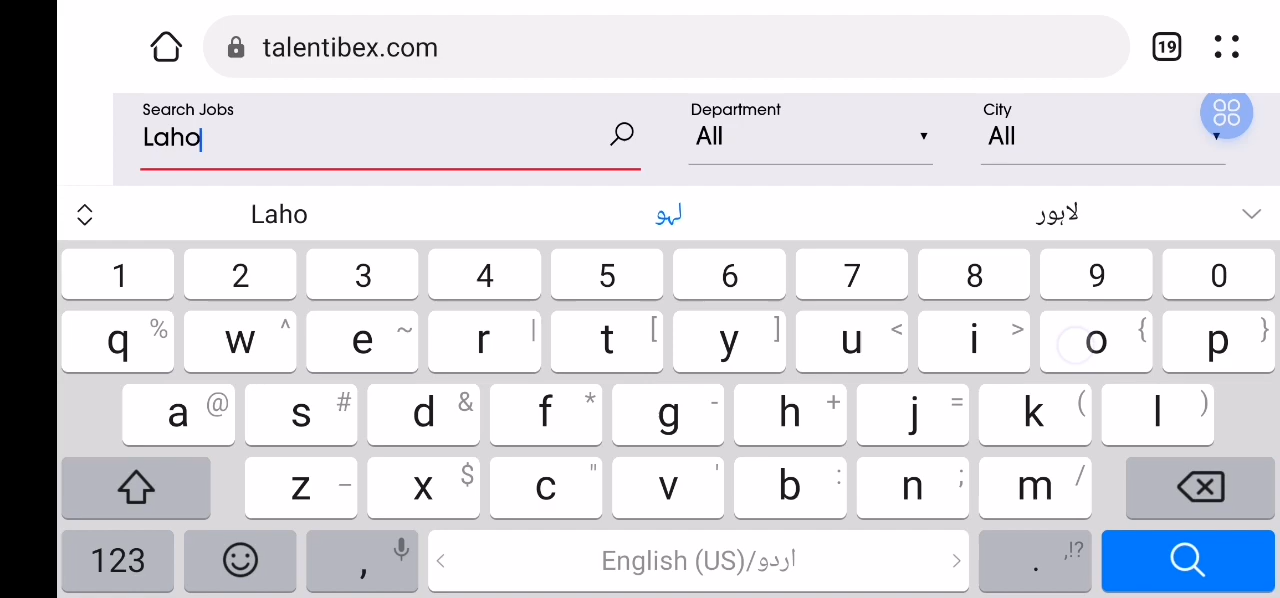 talentibex.com 19
Search Jobs Department City
Laho All All
Laho لہو لاہور
1 2 3 4 5 6 7 8 9 0
q % w ^ e ~ r | t [ y ] u < i > o { p }
a @ s # d & f * g - h + j = k ( l )
z – x $ c " v ' b : n ; m /
123 , < English (US)/اردو > . ,!?